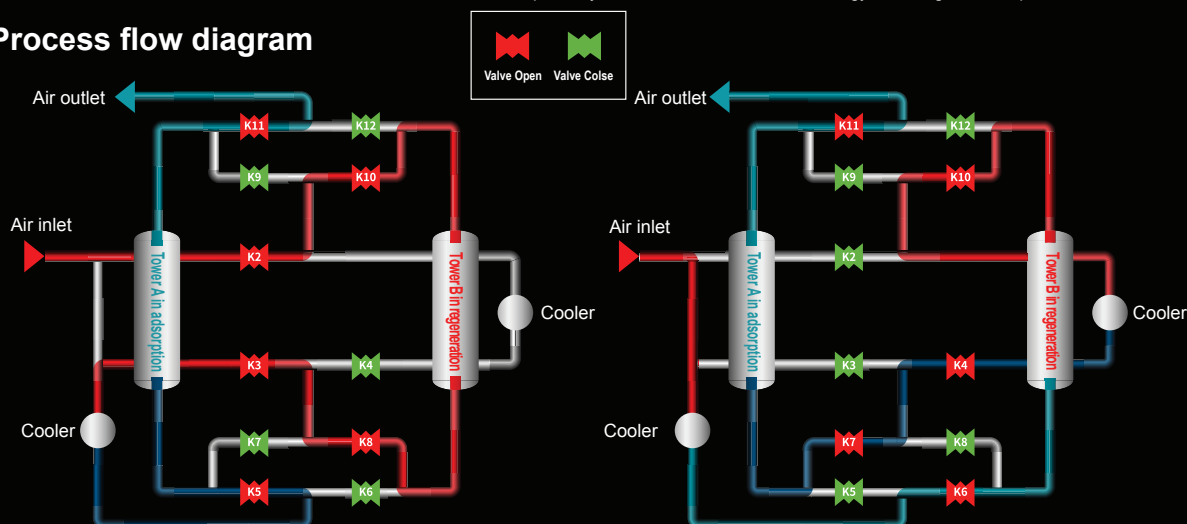 Process flow diagram
Valve Open
Valve Colse
Air outlet
K11
K12
K9
K10
Air inlet
K2
Tower A in adsorption
Tower B in regeneration
Cooler
K3
K4
Cooler
K7
K8
K5
K6
Air outlet
K11
K12
K9
K10
Air inlet
K2
Tower A in adsorption
Tower B in regeneration
Cooler
K3
K4
Cooler
K7
K8
K5
K6